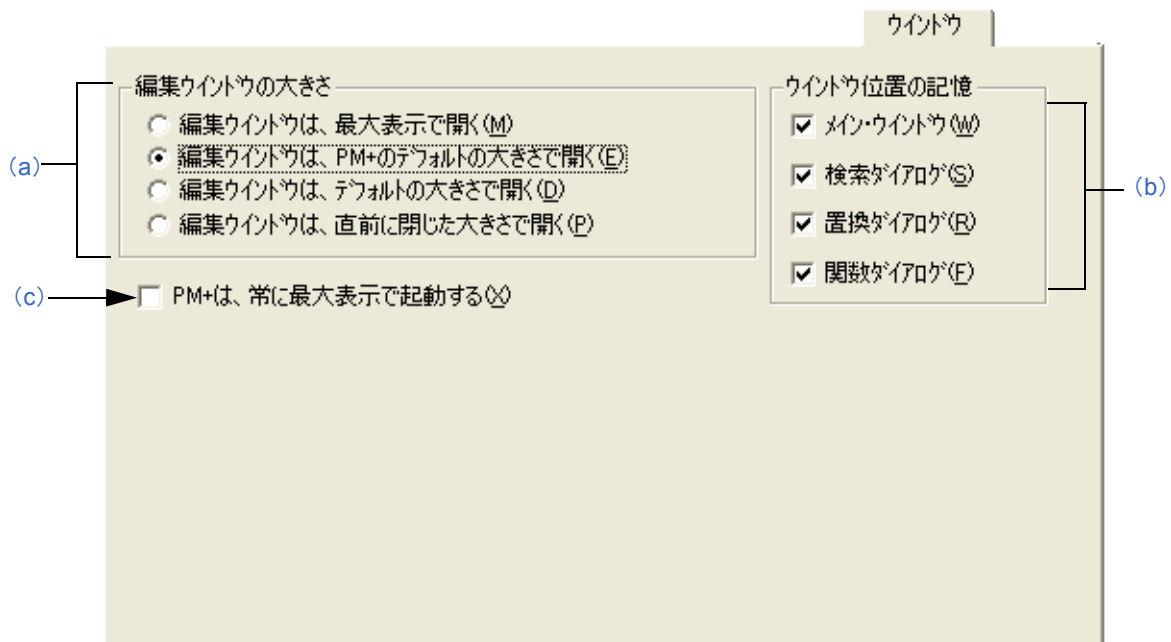 ウインドウ
編集ウインドウの大きさ
編集ウインドウは、最大表示で開く(M)
編集ウインドウは、PM+のデフォルトの大きさで開く(E)
編集ウインドウは、デフォルトの大きさで開く(D)
編集ウインドウは、直前に閉じた大きさで開く(P)
(a)
ウインドウ位置の記憶
メイン・ウインドウ(W)
検索ダイアログ(S)
置換ダイアログ(R)
関数ダイアログ(F)
(b)
(c)
PM+は、常に最大表示で起動する(X)